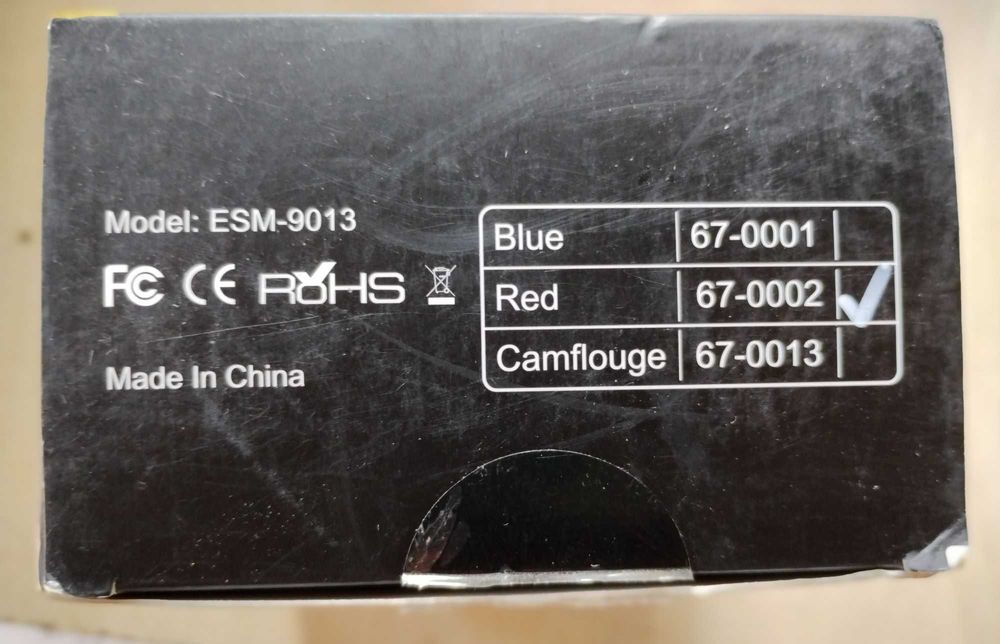 Model: ESM-9013
FC CE RoHS
Made In China
Blue 67-0001
Red 67-0002 ✓
Camflouge 67-0013